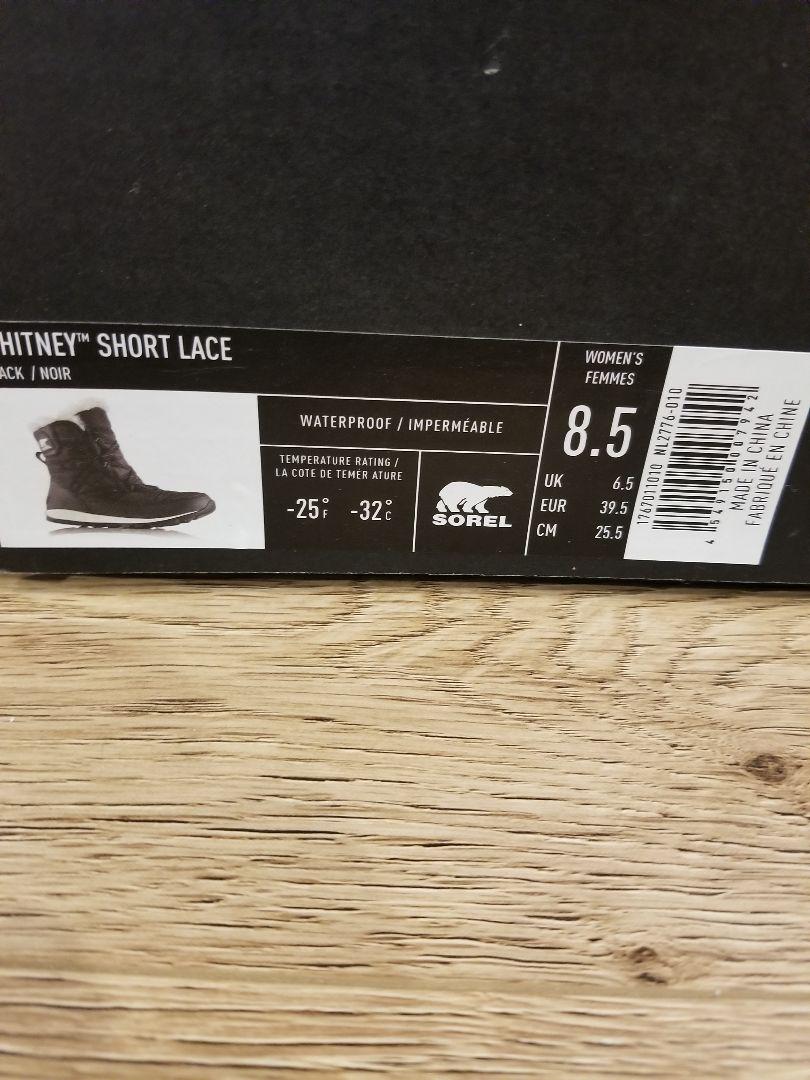 HITNEY™ SHORT LACE
ACK / NOIR
WATERPROOF / IMPERMÉABLE
TEMPERATURE RATING /
LA COTE DE TEMÉR ATURE
-25°F -32°C
SOREL
WOMEN'S
FEMMES
8.5
UK 6.5
EUR 39.5
CM 25.5
1767011010 NL2776-010
MADE IN CHINA
FABRIQUÉ EN CHINE